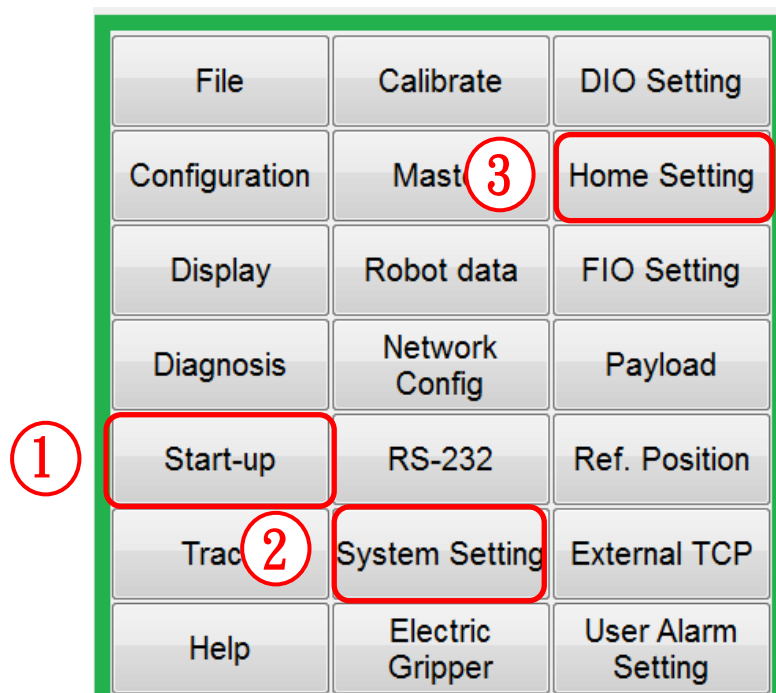 File
Calibrate
DIO Setting
Configuration
Mast
3
Home Setting
Display
Robot data
FIO Setting
Diagnosis
Network
Config
Payload
1
Start-up
RS-232
Ref. Position
Trac
2
System Setting
External TCP
Help
Electric
Gripper
User Alarm
Setting